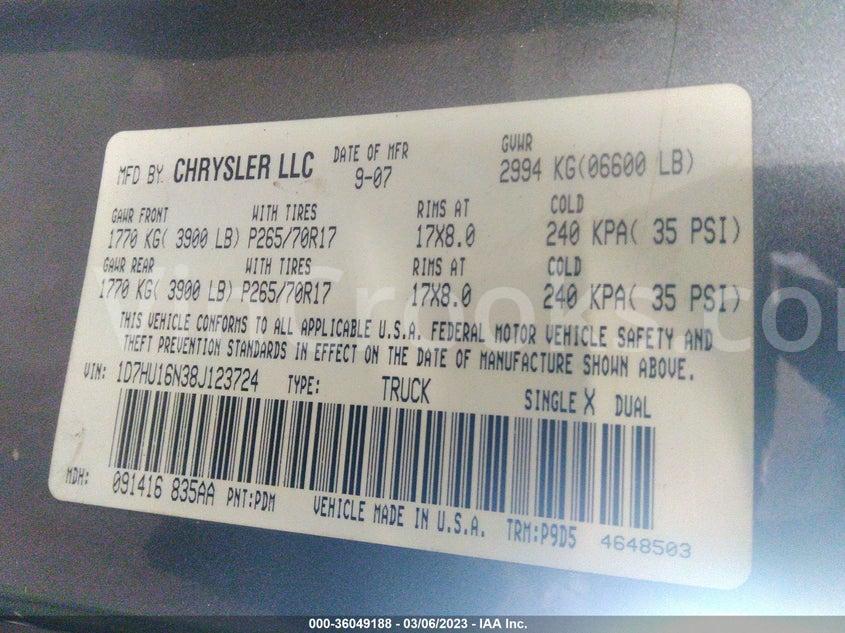 MFD BY CHRYSLER LLC DATE OF MFR 9-07 GVWR 2994 KG(06600 LB)
GAWR FRONT WITH TIRES RIMS AT COLD
1770 KG( 3900 LB) P265/70R17 17X8.0 240 KPA( 35 PSI)
GAWR REAR WITH TIRES RIMS AT COLD
1770 KG( 3900 LB) P265/70R17 17X8.0 240 KPA( 35 PSI)
THIS VEHICLE CONFORMS TO ALL APPLICABLE U.S.A. FEDERAL MOTOR VEHICLE SAFETY AND
THEFT PREVENTION STANDARDS IN EFFECT ON THE DATE OF MANUFACTURE SHOWN ABOVE.
VIN: 1D7HU16N38J123724 TYPE: TRUCK SINGLE X DUAL
MDH: 091416 835AA PNT:PDM VEHICLE MADE IN U.S.A. TRM:P9D5 4648503
000-36049188 - 03/06/2023 - IAA Inc.